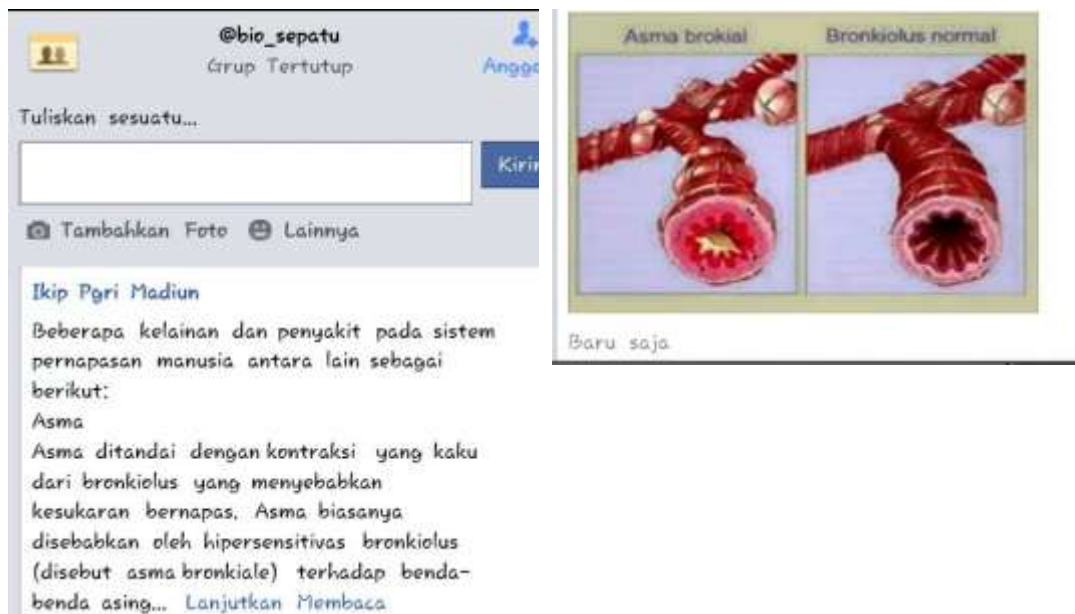 @bio_sepatu
Grup Tertutup
Angg
Tuliskan sesuatu...
Kirin
Tambahkan Foto
Lainnya
Ikip Pgri Madiun
Beberapa kelainan dan penyakit pada sistem
pernapasan manusia antara lain sebagai
berikut:
Asma
Asma ditandai dengan kontraksi yang kaku
dari bronkiolus yang menyebabkan
kesukaran bernapas. Asma biasanya
disebabkan oleh hipersensitivas bronkiolus
(disebut asma bronkiale) terhadap benda-
benda asing... Lanjutkan Membaca
Asma brokial
Bronkiolus normal
Baru saja